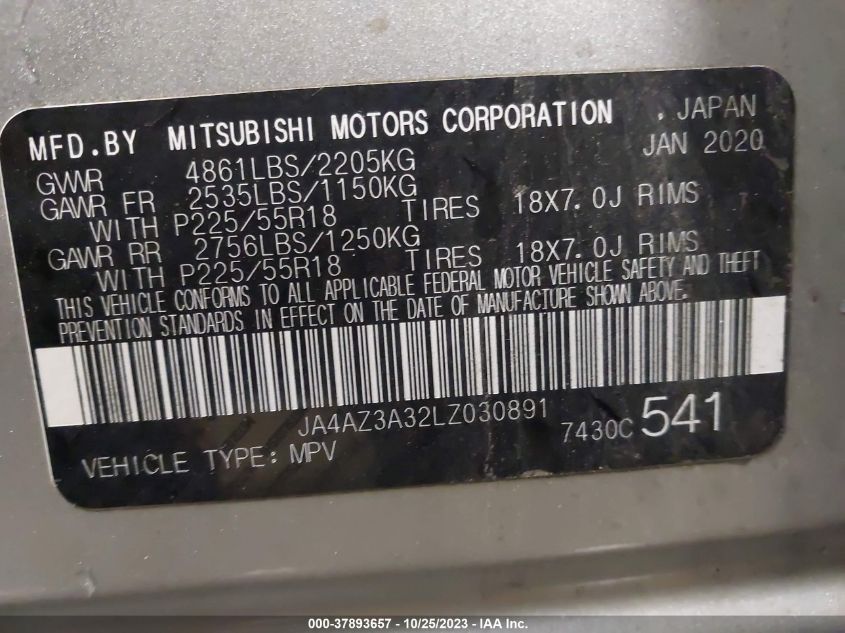 MFD.BY MITSUBISHI MOTORS CORPORATION , JAPAN
JAN 2020
GVWR 4861LBS/2205KG
GAWR FR 2535LBS/1150KG
WITH P225/55R18 TIRES 18X7.0J RIMS
GAWR RR 2756LBS/1250KG
WITH P225/55R18 TIRES 18X7.0J RIMS
THIS VEHICLE CONFORMS TO ALL APPLICABLE FEDERAL MOTOR VEHICLE SAFETY AND THEFT
PREVENTION STANDARDS IN EFFECT ON THE DATE OF MANUFACTURE SHOWN ABOVE.
JA4AZ3A32LZ030891
7430C 541
VEHICLE TYPE: MPV
000-37893657 - 10/25/2023 - IAA Inc.